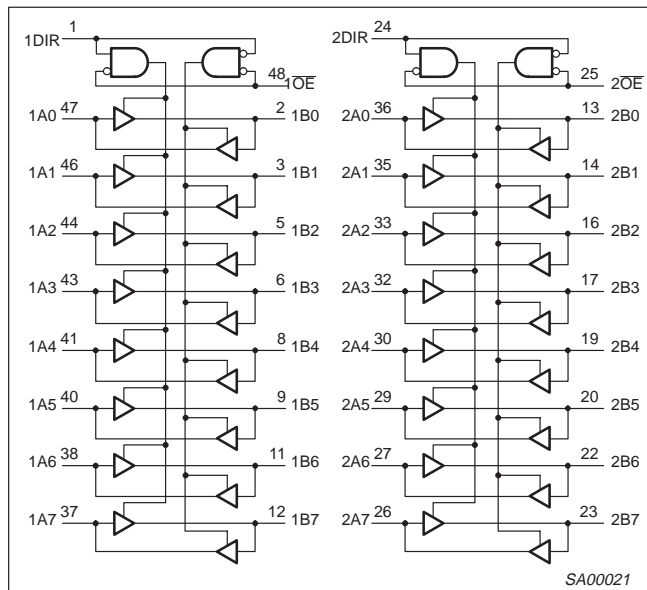 1DIR 1 2DIR 24
48 1O̅E̅ 25 2O̅E̅
1A0 47 2 1B0 2A0 36 13 2B0
1A1 46 3 1B1 2A1 35 14 2B1
1A2 44 5 1B2 2A2 33 16 2B2
1A3 43 6 1B3 2A3 32 17 2B3
1A4 41 8 1B4 2A4 30 19 2B4
1A5 40 9 1B5 2A5 29 20 2B5
1A6 38 11 1B6 2A6 27 22 2B6
1A7 37 12 1B7 2A7 26 23 2B7
SA00021